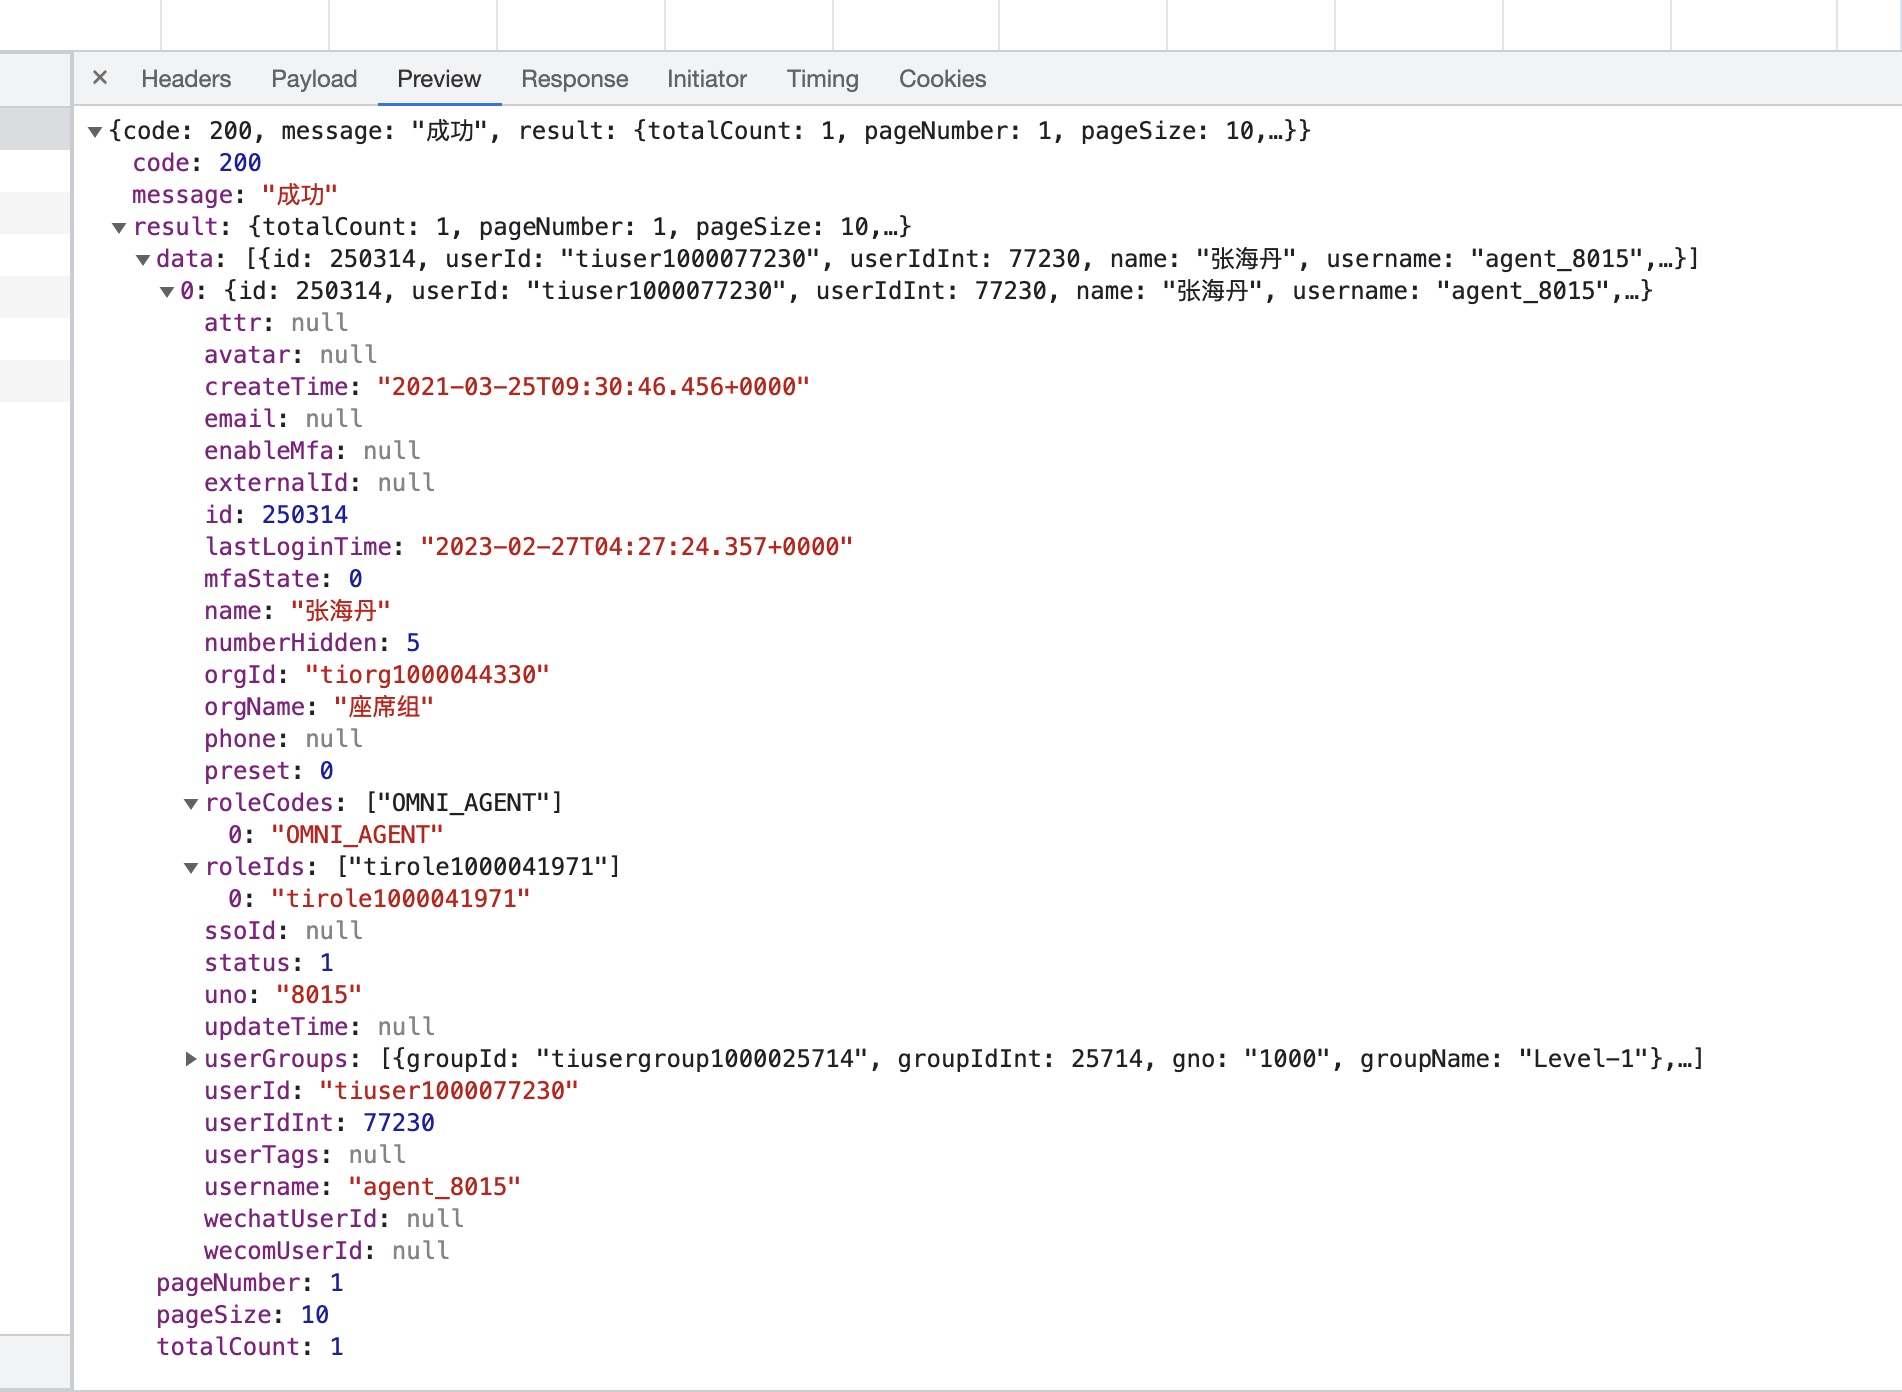 × Headers Payload Preview Response Initiator Timing Cookies
▼{code: 200, message: "成功", result: {totalCount: 1, pageNumber: 1, pageSize: 10,…}}
code: 200
message: "成功"
▼result: {totalCount: 1, pageNumber: 1, pageSize: 10,…}
▼data: [{id: 250314, userId: "tiuser1000077230", userIdInt: 77230, name: "张海丹", username: "agent_8015",…}]
▼0: {id: 250314, userId: "tiuser1000077230", userIdInt: 77230, name: "张海丹", username: "agent_8015",…}
attr: null
avatar: null
createTime: "2021-03-25T09:30:46.456+0000"
email: null
enableMfa: null
externalId: null
id: 250314
lastLoginTime: "2023-02-27T04:27:24.357+0000"
mfaState: 0
name: "张海丹"
numberHidden: 5
orgId: "tiorg1000044330"
orgName: "座席组"
phone: null
preset: 0
▼roleCodes: ["OMNI_AGENT"]
0: "OMNI_AGENT"
▼roleIds: ["tirole1000041971"]
0: "tirole1000041971"
ssoId: null
status: 1
uno: "8015"
updateTime: null
▶userGroups: [{groupId: "tiusergroup1000025714", groupIdInt: 25714, gno: "1000", groupName: "Level-1"},…]
userId: "tiuser1000077230"
userIdInt: 77230
userTags: null
username: "agent_8015"
wechatUserId: null
wecomUserId: null
pageNumber: 1
pageSize: 10
totalCount: 1